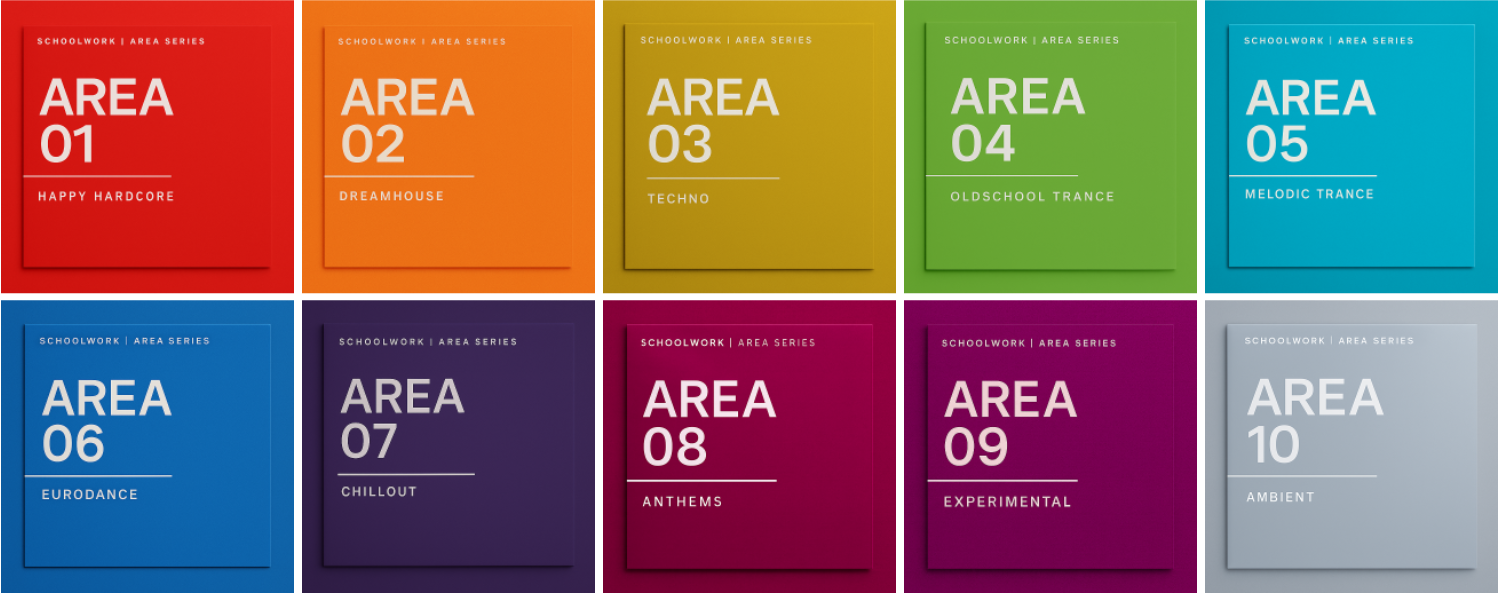 SCHOOLWORK | AREA SERIES
AREA
01
HAPPY HARDCORE
SCHOOLWORK | AREA SERIES
AREA
02
DREAMHOUSE
SCHOOLWORK | AREA SERIES
AREA
03
TECHNO
SCHOOLWORK | AREA SERIES
AREA
04
OLDSCHOOL TRANCE
SCHOOLWORK | AREA SERIES
AREA
05
MELODIC TRANCE
SCHOOLWORK | AREA SERIES
AREA
06
EURODANCE
SCHOOLWORK | AREA SERIES
AREA
07
CHILLOUT
SCHOOLWORK | AREA SERIES
AREA
08
ANTHEMS
SCHOOLWORK | AREA SERIES
AREA
09
EXPERIMENTAL
SCHOOLWORK | AREA SERIES
AREA
10
AMBIENT